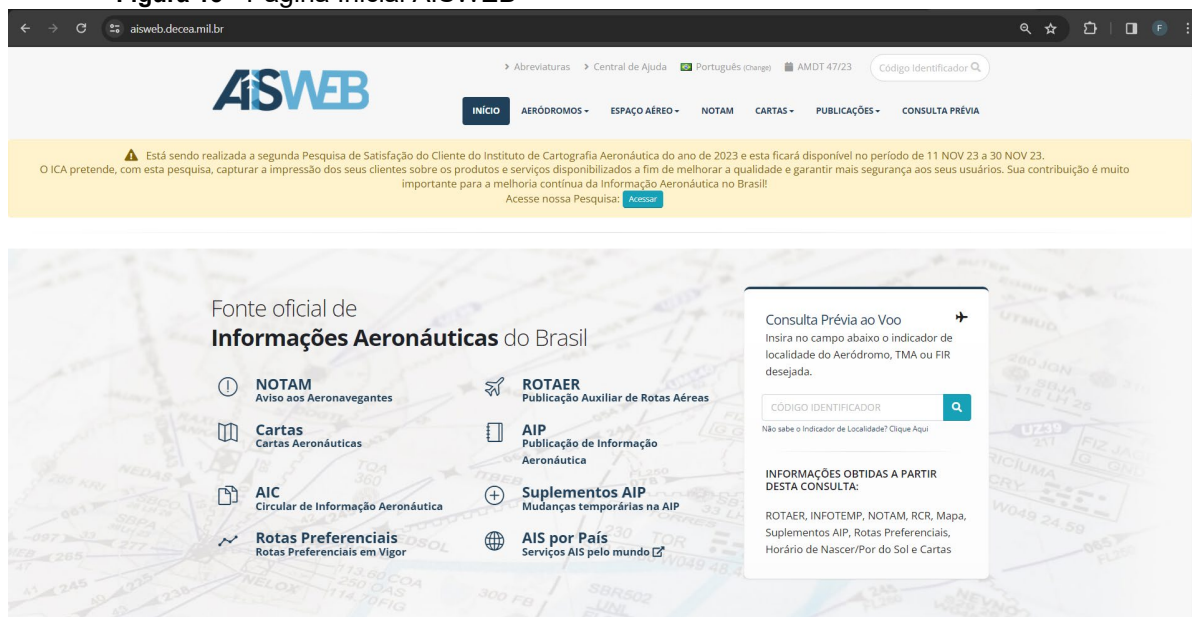 Figura 10 - Página Inicial AISWEB
aisweb.decea.mil.br
F
AISWEB
Abreviaturas
Central de Ajuda
Português (Change)
AMDT 47/23
Código Identificador
INÍCIO
AERÓDROMOS
ESPAÇO AÉREO
NOTAM
CARTAS
PUBLICAÇÕES
CONSULTA PRÉVIA
Está sendo realizada a segunda Pesquisa de Satisfação do Cliente do Instituto de Cartografia Aeronáutica do ano de 2023 e esta ficará disponível no período de 11 NOV 23 a 30 NOV 23.
O ICA pretende, com esta pesquisa, capturar a impressão dos seus clientes sobre os produtos e serviços disponibilizados a fim de melhorar a qualidade e garantir mais segurança aos seus usuários. Sua contribuição é muito
importante para a melhoria contínua da Informação Aeronáutica no Brasil!
Acesse nossa Pesquisa: Acessar
Fonte oficial de
Informações Aeronáuticas do Brasil
NOTAM
Aviso aos Aeronavegantes
ROTAER
Publicação Auxiliar de Rotas Aéreas
Cartas
Cartas Aeronáuticas
AIP
Publicação de Informação
Aeronáutica
AIC
Circular de Informação Aeronáutica
Suplementos AIP
Mudanças temporárias na AIP
Rotas Preferenciais
Rotas Preferenciais em Vigor
AIS por País
Serviços AIS pelo mundo
Consulta Prévia ao Voo
Insira no campo abaixo o indicador de
localidade do Aeródromo, TMA ou FIR
desejada.
CÓDIGO IDENTIFICADOR
Não sabe o Indicador de Localidade? Clique Aqui
INFORMAÇÕES OBTIDAS A PARTIR
DESTA CONSULTA:
ROTAER, INFOTEMP, NOTAM, RCR, Mapa,
Suplementos AIP, Rotas Preferenciais,
Horário de Nascer/Por do Sol e Cartas